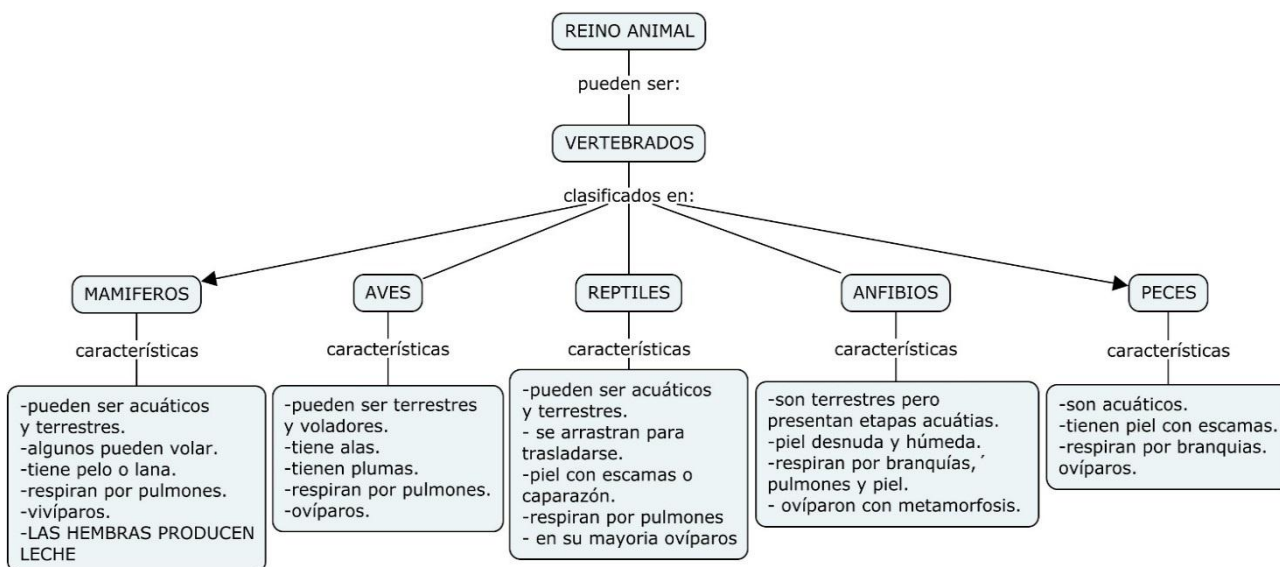 REINO ANIMAL
pueden ser:
VERTEBRADOS
clasificados en:
MAMIFEROS
AVES
REPTILES
ANFIBIOS
PECES
características
características
características
características
características
-pueden ser acuáticos
y terrestres.
-algunos pueden volar.
-tiene pelo o lana.
-respiran por pulmones.
-vivíparos.
-LAS HEMBRAS PRODUCEN
LECHE
-pueden ser terrestres
y voladores.
-tiene alas.
-tienen plumas.
-respiran por pulmones.
-ovíparos.
-pueden ser acuáticos
y terrestres.
- se arrastran para
trasladarse.
-piel con escamas o
caparazón.
-respiran por pulmones
- en su mayoria ovíparos
-son terrestres pero
presentan etapas acuátias.
-piel desnuda y húmeda.
-respiran por branquías,´
pulmones y piel.
- ovíparon con metamorfosis.
-son acuáticos.
-tienen piel con escamas.
-respiran por branquias.
ovíparos.